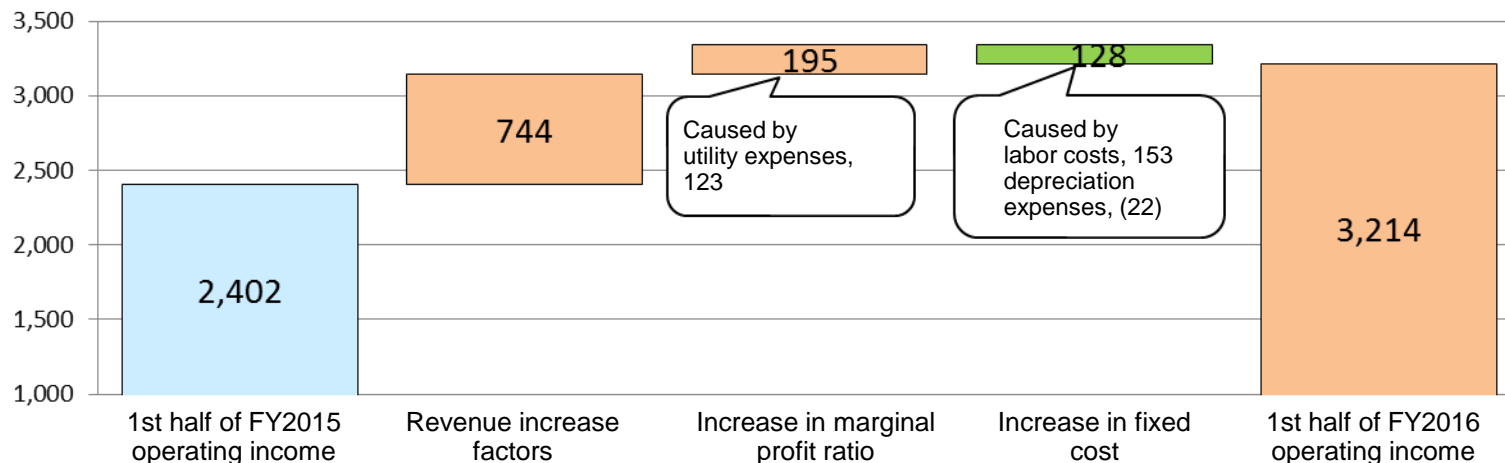 3,500
3,000
2,500
2,000
1,500
1,000
2,402
744
195
Caused by
utility expenses,
123
128
Caused by
labor costs, 153
depreciation
expenses, (22)
3,214
1st half of FY2015
operating income
Revenue increase
factors
Increase in marginal
profit ratio
Increase in fixed
cost
1st half of FY2016
operating income